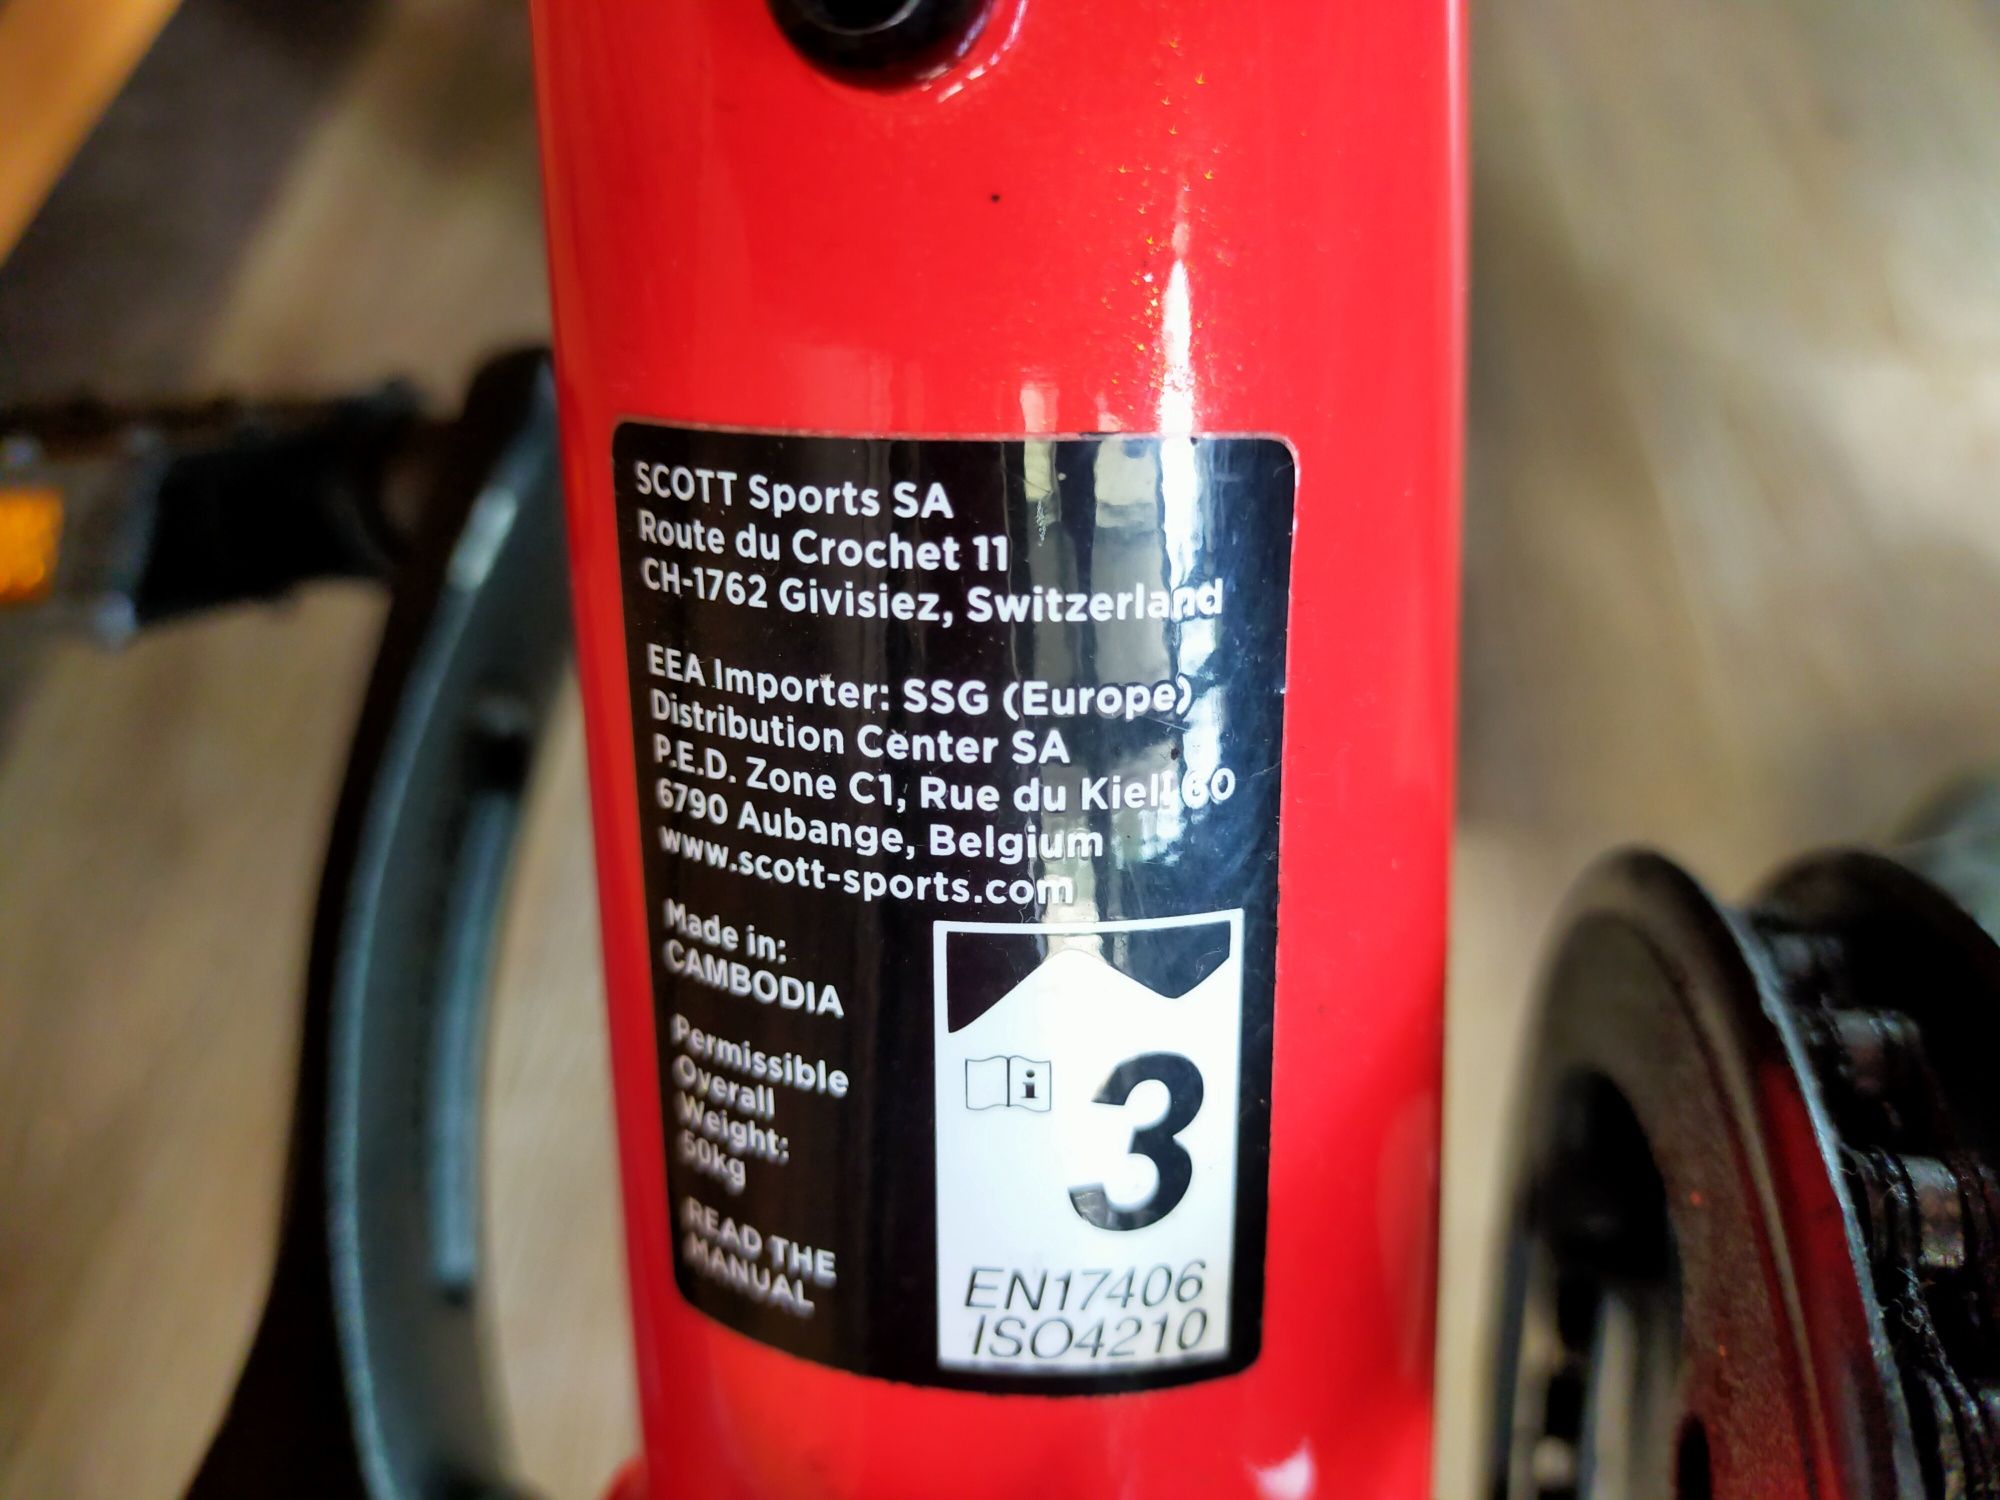 SCOTT Sports SA
Route du Crochet 11
CH-1762 Givisiez, Switzerland
EEA Importer: SSG (Europe)
Distribution Center SA
P.E.D. Zone C1, Rue du Kiell 60
6790 Aubange, Belgium
www.scott-sports.com
Made in:
CAMBODIA
Permissible
Overall
Weight:
50kg
READ THE
MANUAL
i
3
EN17406
ISO4210